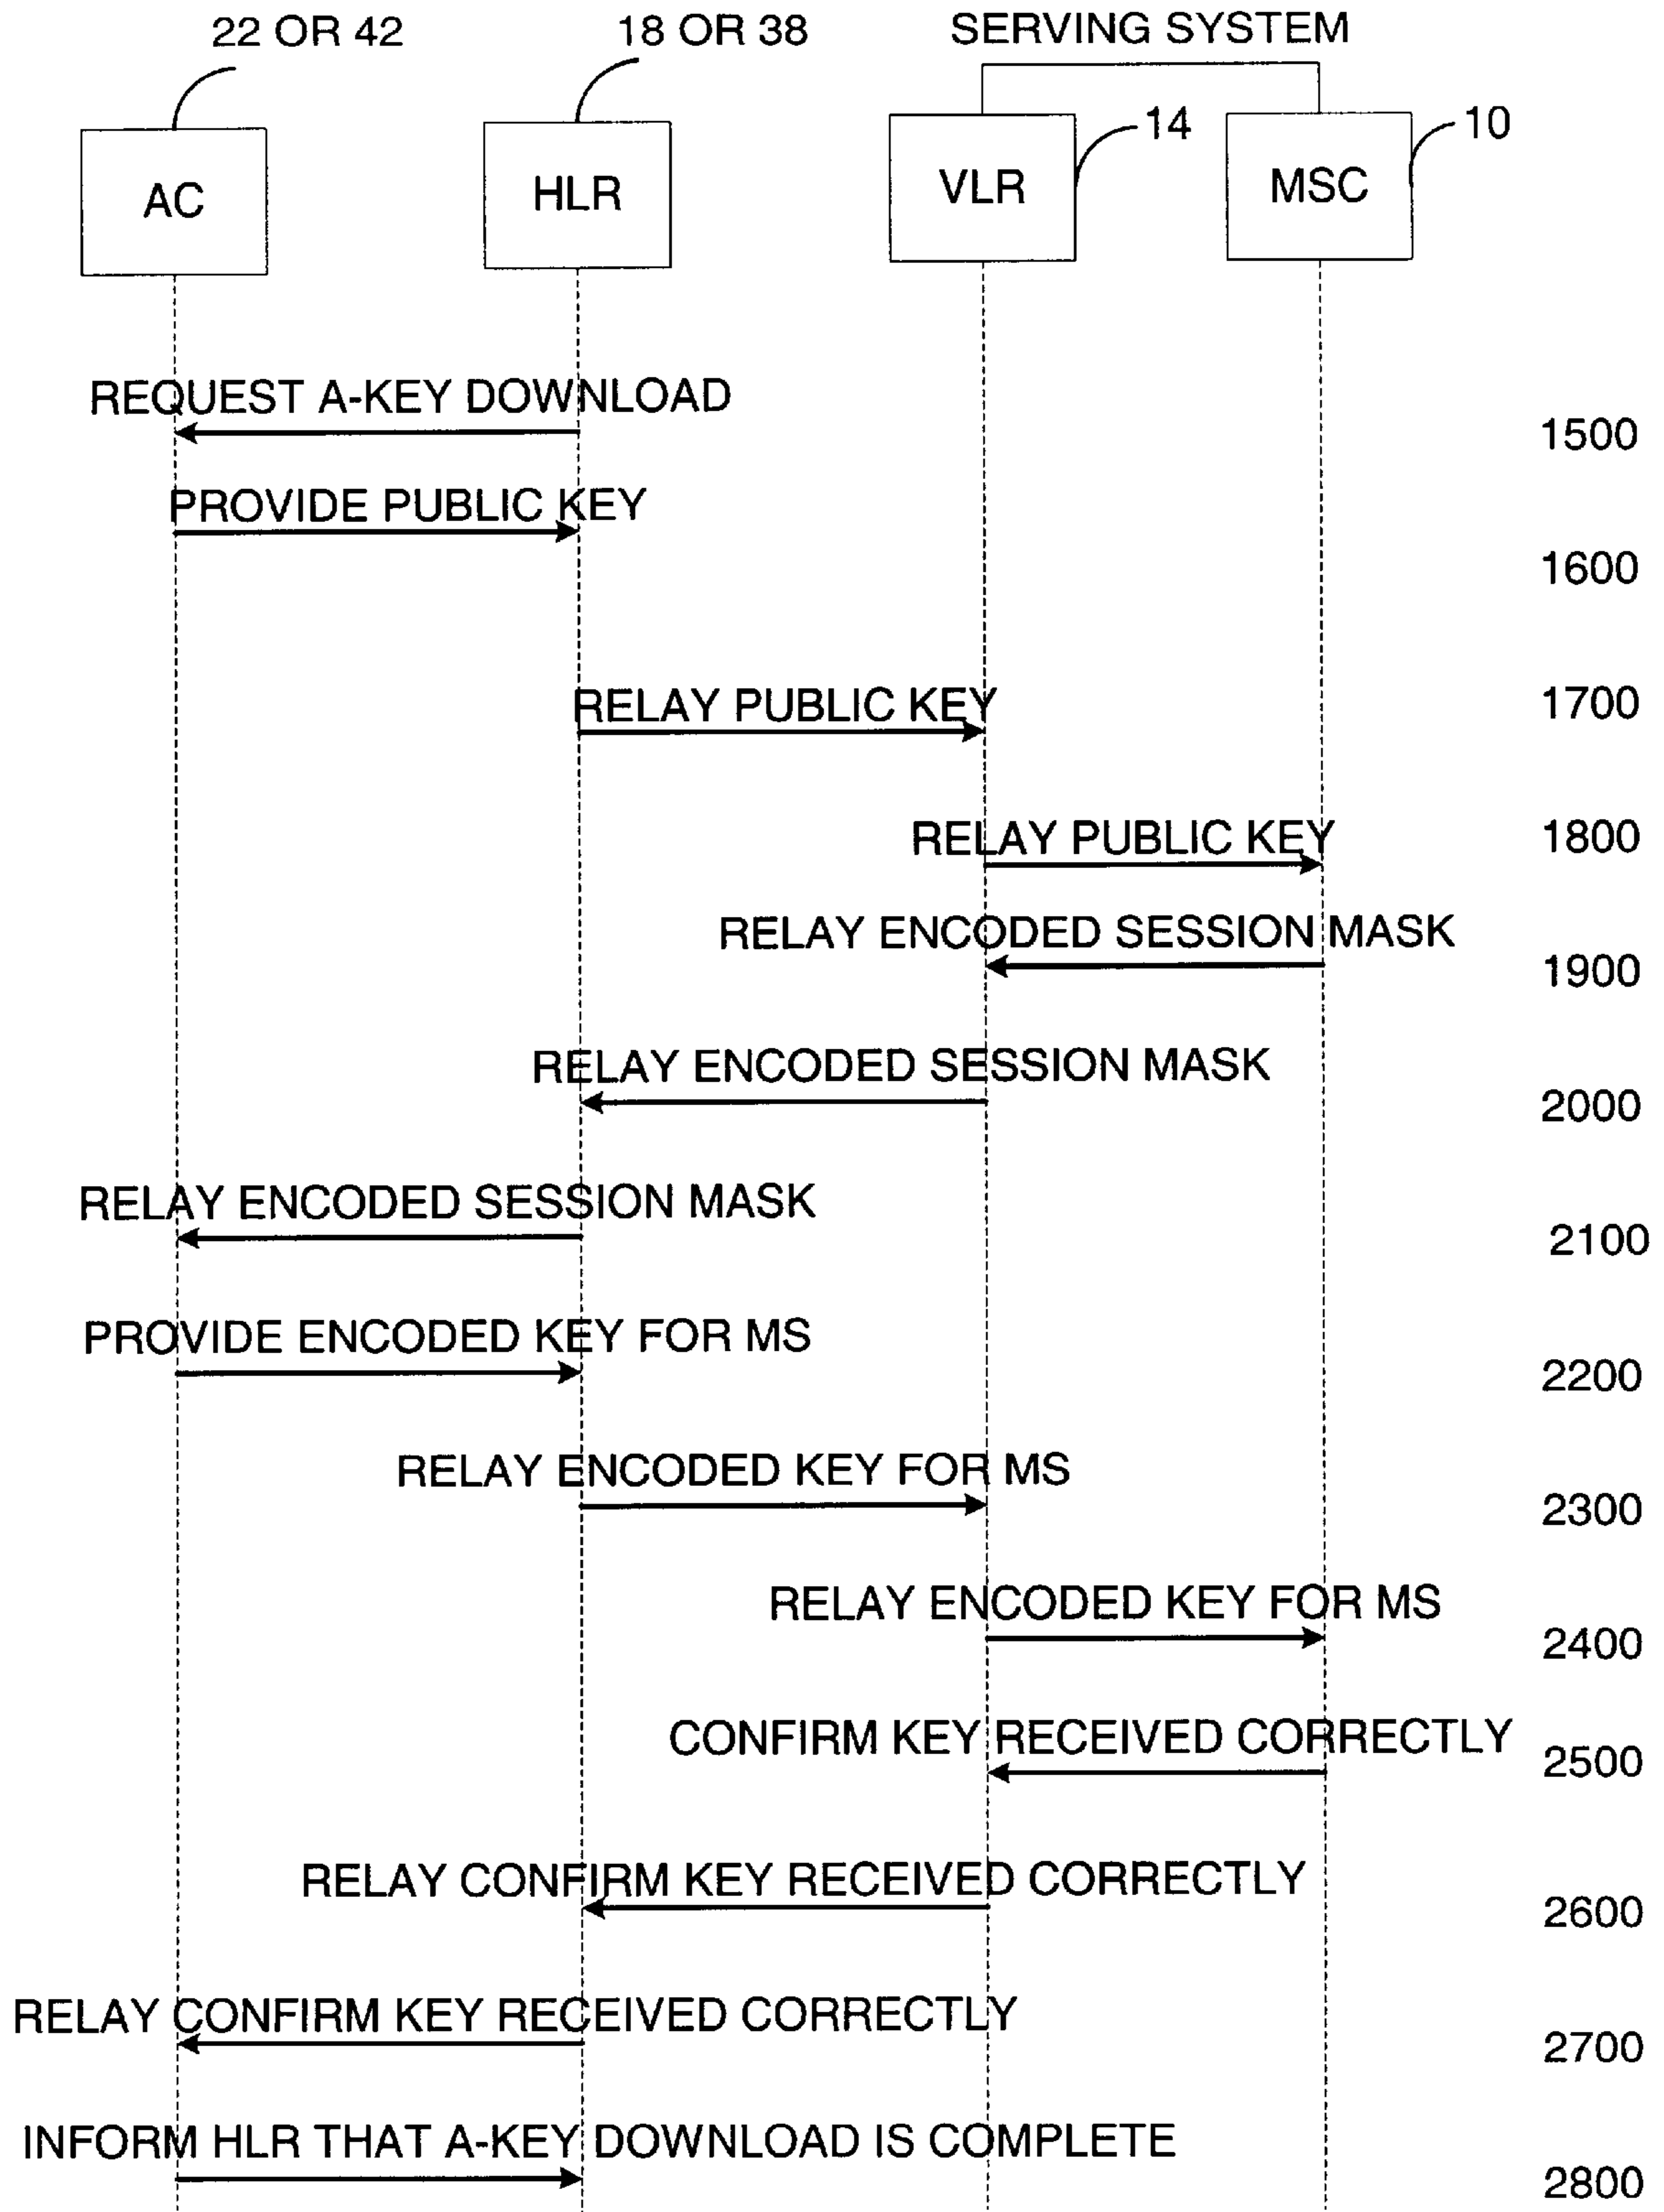 22 OR 42
18 OR 38
SERVING SYSTEM
14
10
AC
HLR
VLR
MSC
REQUEST A-KEY DOWNLOAD
1500
PROVIDE PUBLIC KEY
1600
RELAY PUBLIC KEY
1700
RELAY PUBLIC KEY
1800
RELAY ENCODED SESSION MASK
1900
RELAY ENCODED SESSION MASK
2000
RELAY ENCODED SESSION MASK
2100
PROVIDE ENCODED KEY FOR MS
2200
RELAY ENCODED KEY FOR MS
2300
RELAY ENCODED KEY FOR MS
2400
CONFIRM KEY RECEIVED CORRECTLY
2500
RELAY CONFIRM KEY RECEIVED CORRECTLY
2600
RELAY CONFIRM KEY RECEIVED CORRECTLY
2700
INFORM HLR THAT A-KEY DOWNLOAD IS COMPLETE
2800